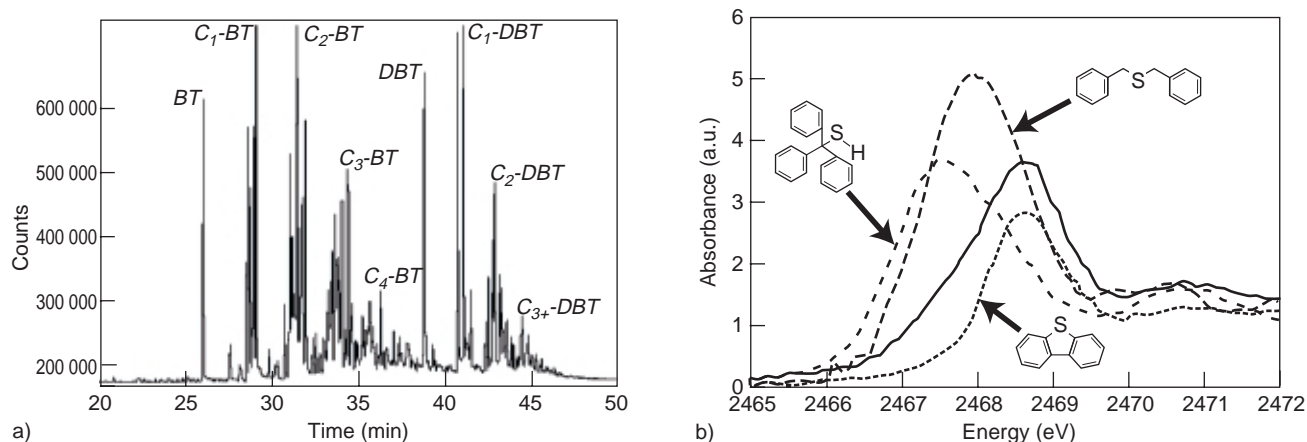 C1-BT
C2-BT
C1-DBT
DBT
BT
C3-BT
C2-DBT
C4-BT
C3+-DBT
600 000
500 000
400 000
300 000
200 000
Counts
20 25 30 35 40 45 50
a) Time (min)
6
5
4
3
2
1
0
Absorbance (a.u.)
S
S
H
S
2465 2466 2467 2468 2469 2470 2471 2472
b) Energy (eV)